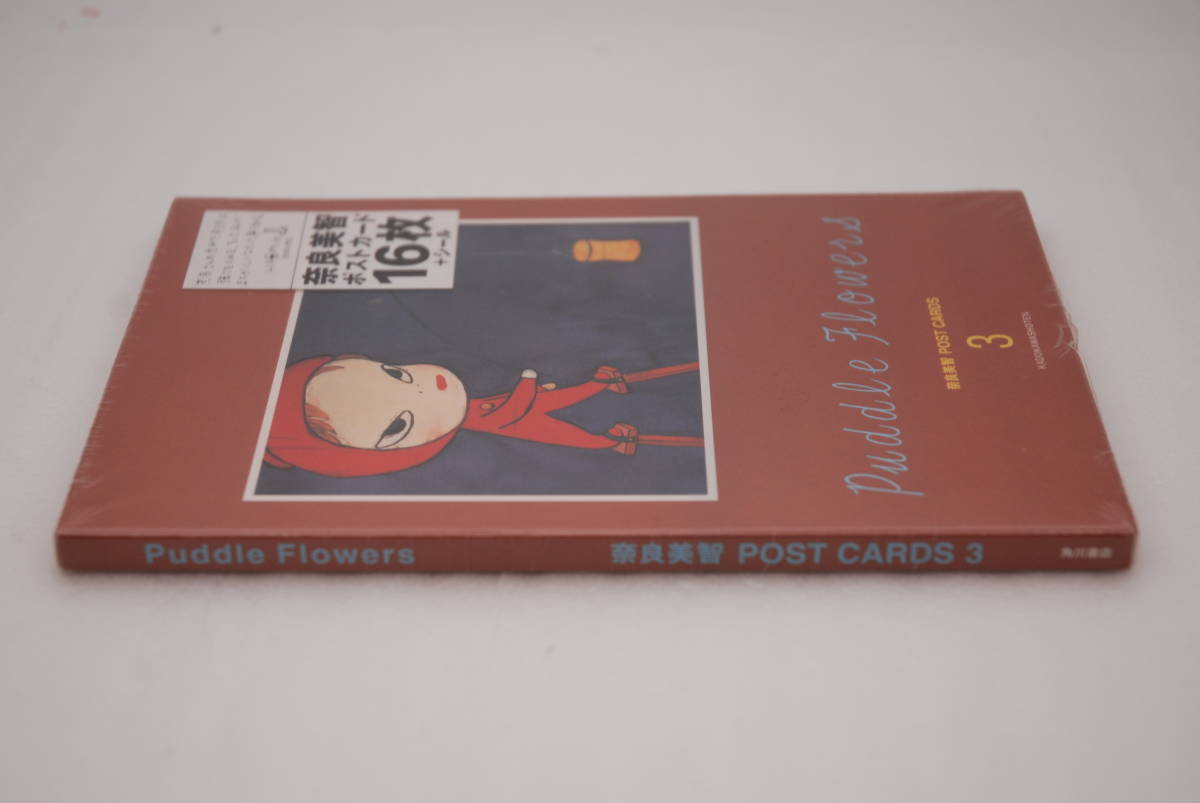 奈良美智
ポストカード
16枚
+シール
Puddle Flowers
奈良美智 POST CARDS
3
KADOKAWASHOTEN
Puddle Flowers 奈良美智 POST CARDS 3 角川書店